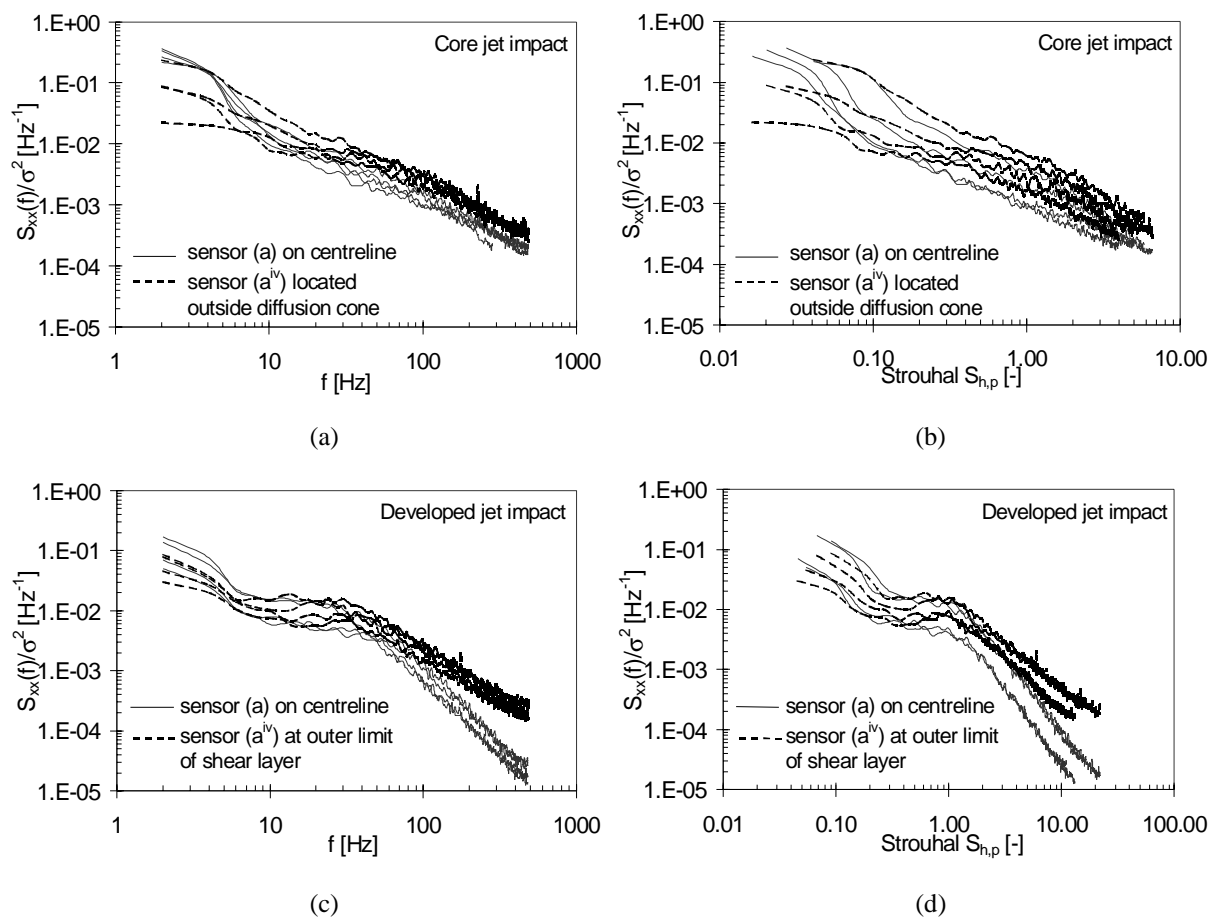 1.E+00
1.E-01
1.E-02
1.E-03
1.E-04
1.E-05
S_xx(f)/σ² [Hz⁻¹]
Core jet impact
sensor (a) on centreline
sensor (a^iv) located
outside diffusion cone
1 10 100 1000
f [Hz]
(a)
1.E+00
1.E-01
1.E-02
1.E-03
1.E-04
1.E-05
S_xx(f)/σ² [Hz⁻¹]
Core jet impact
sensor (a) on centreline
sensor (a^iv) located
outside diffusion cone
0.01 0.10 1.00 10.00
Strouhal S_h,p [-]
(b)
1.E+00
1.E-01
1.E-02
1.E-03
1.E-04
1.E-05
S_xx(f)/σ² [Hz⁻¹]
Developed jet impact
sensor (a) on centreline
sensor (a^iv) at outer limit
of shear layer
1 10 100 1000
f [Hz]
(c)
1.E+00
1.E-01
1.E-02
1.E-03
1.E-04
1.E-05
S_xx(f)/σ² [Hz⁻¹]
Developed jet impact
sensor (a) on centreline
sensor (a^iv) at outer limit
of shear layer
0.01 0.10 1.00 10.00 100.00
Strouhal S_h,p [-]
(d)